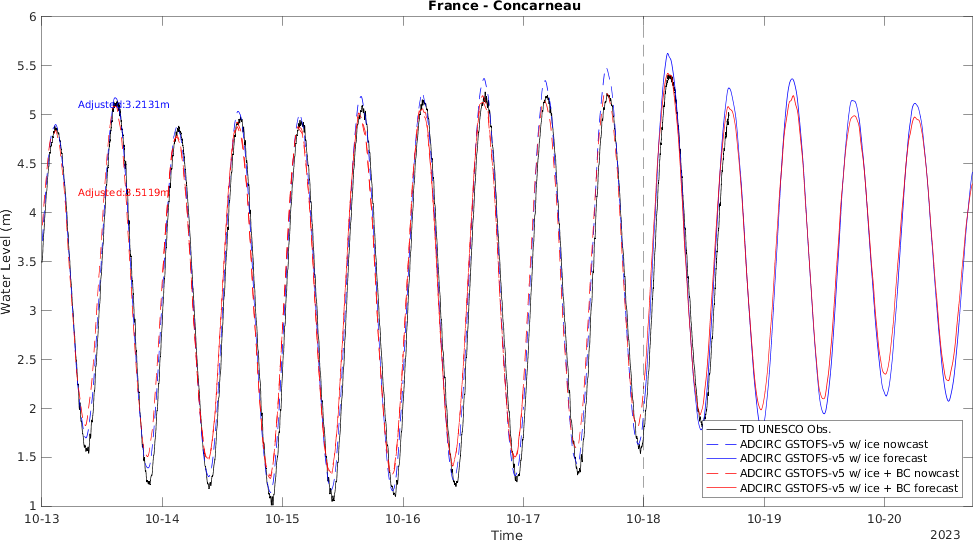 France - Concarneau
6
5.5
5
4.5
4
3.5
3
2.5
2
1.5
1
Water Level (m)
Adjusted:3.2131m
Adjusted:3.5119m
TD UNESCO Obs.
ADCIRC GSTOFS-v5 w/ ice nowcast
ADCIRC GSTOFS-v5 w/ ice forecast
ADCIRC GSTOFS-v5 w/ ice + BC nowcast
ADCIRC GSTOFS-v5 w/ ice + BC forecast
10-13 10-14 10-15 10-16 10-17 10-18 10-19 10-20
Time
2023